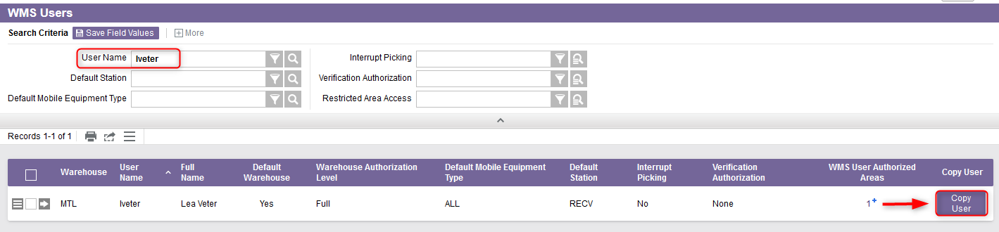 WMS Users
Search Criteria Save Field Values More
User Name lveter Interrupt Picking
Default Station Verification Authorization
Default Mobile Equipment Type Restricted Area Access
Records 1-1 of 1
Warehouse User Name Full Name Default Warehouse Warehouse Authorization Level Default Mobile Equipment Type Default Station Interrupt Picking Verification Authorization WMS User Authorized Areas Copy User
MTL lveter Lea Veter Yes Full ALL RECV No None 1+ Copy User